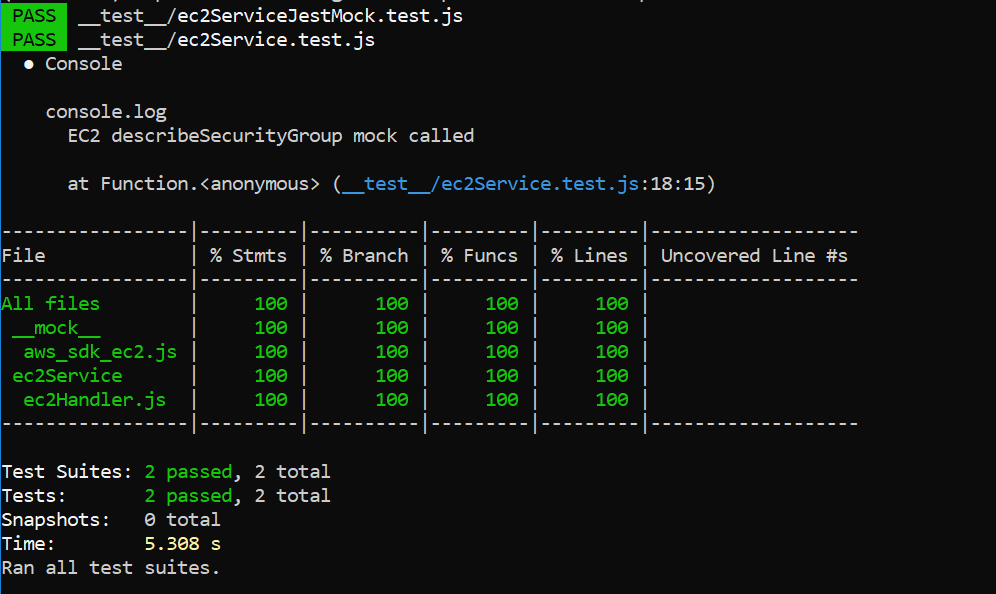 PASS __test__/ec2ServiceJestMock.test.js
PASS __test__/ec2Service.test.js
● Console
console.log
EC2 describeSecurityGroup mock called
at Function.<anonymous> (__test__/ec2Service.test.js:18:15)
-----------------|---------|----------|---------|---------|-------------------
File | % Stmts | % Branch | % Funcs | % Lines | Uncovered Line #s
-----------------|---------|----------|---------|---------|-------------------
All files | 100 | 100 | 100 | 100 |
__mock__ | 100 | 100 | 100 | 100 |
aws_sdk_ec2.js | 100 | 100 | 100 | 100 |
ec2Service | 100 | 100 | 100 | 100 |
ec2Handler.js | 100 | 100 | 100 | 100 |
-----------------|---------|----------|---------|---------|-------------------
Test Suites: 2 passed, 2 total
Tests: 2 passed, 2 total
Snapshots: 0 total
Time: 5.308 s
Ran all test suites.